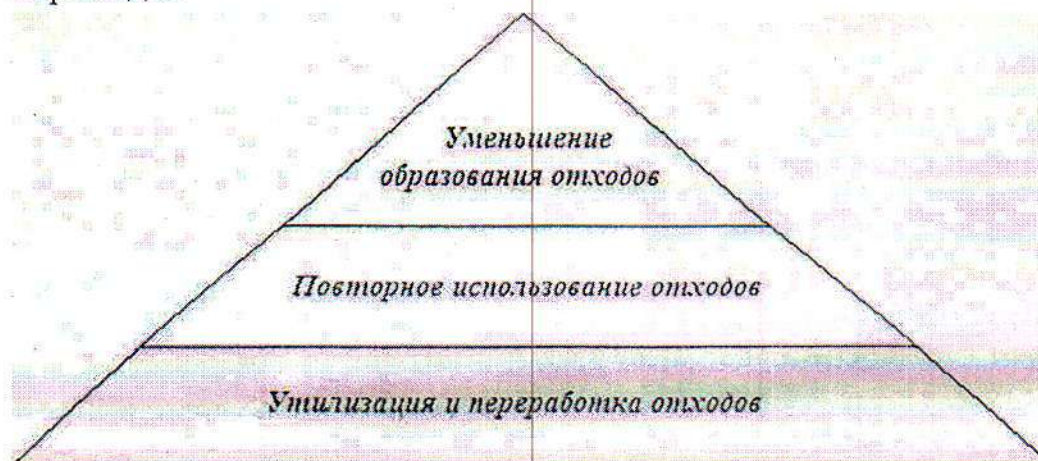 Уменьшение
образования отходов
Повторное использование отходов
Утилизация и переработка отходов